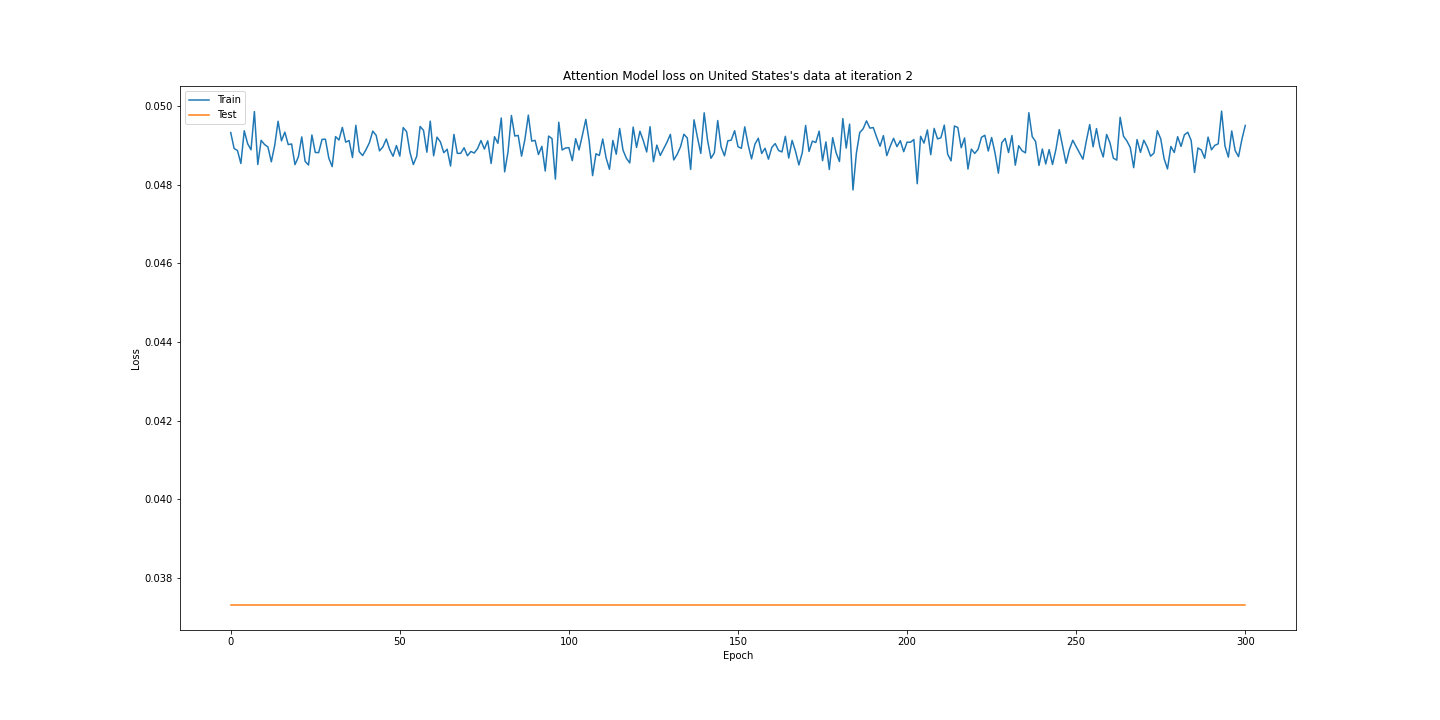 Attention Model loss on United States's data at iteration 2
Train
Test
0.050
0.048
0.046
0.044
0.042
0.040
0.038
Loss
0 50 100 150 200 250 300
Epoch